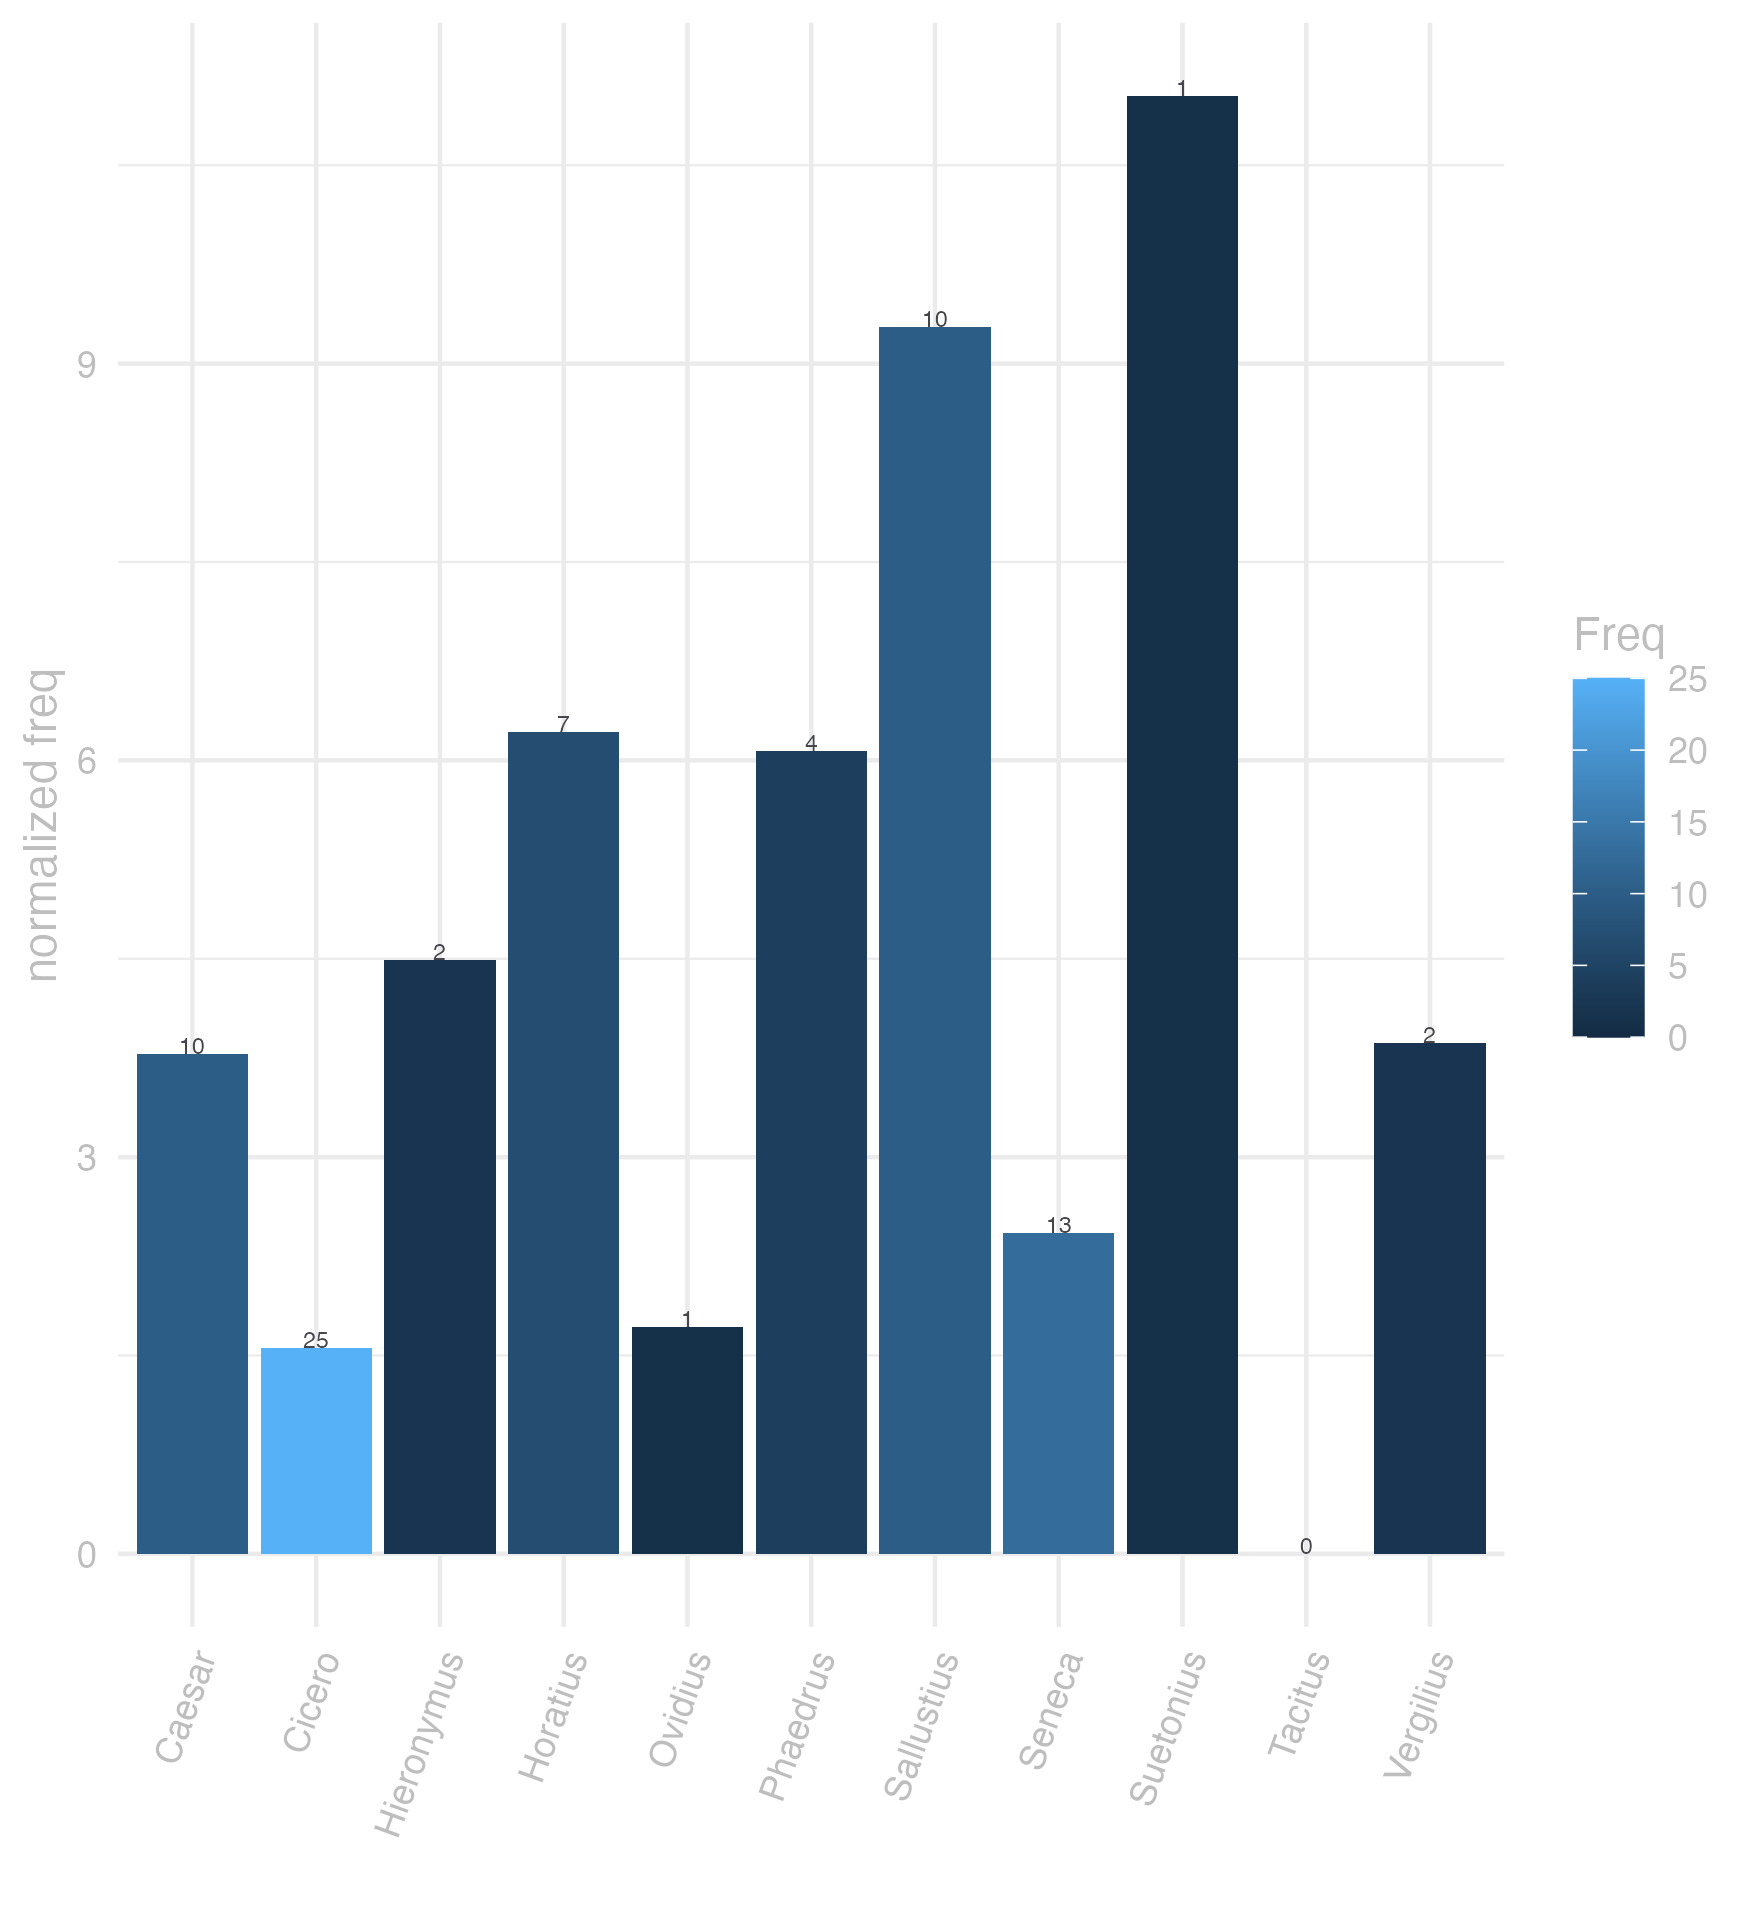 1
10
9
Freq
25
7
20
4
6
15
normalized freq
10
2
5
10
2
0
3
13
1
25
0
0
Caesar
Cicero
Hieronymus
Horatius
Ovidius
Phaedrus
Sallustius
Seneca
Suetonius
Tacitus
Vergilius